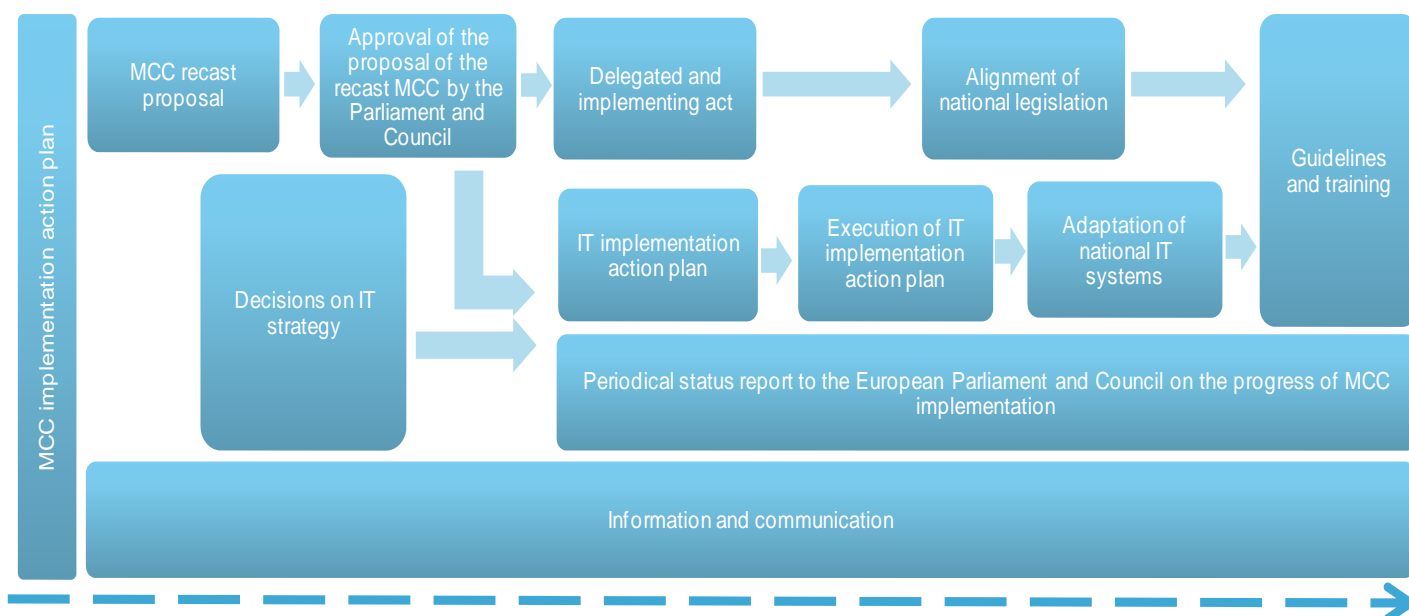 MCC implementation action plan
MCC recast
proposal
Approval of the
proposal of the
recast MCC by the
Parliament and
Council
Delegated and
implementing act
Alignment of
national legislation
Guidelines
and training
Decisions on IT
strategy
IT implementation
action plan
Execution of IT
implementation
action plan
Adaptation of
national IT
systems
Periodical status report to the European Parliament and Council on the progress of MCC
implementation
Information and communication